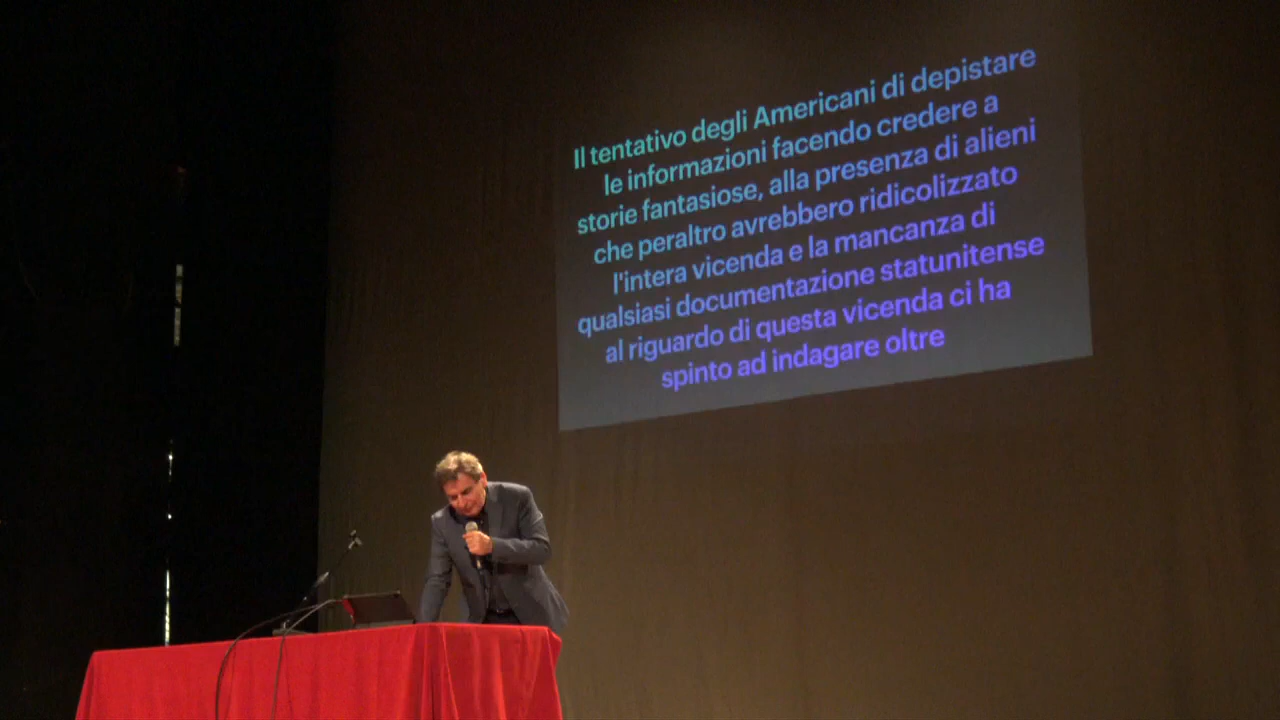 Il tentativo degli Americani di depistare
le informazioni facendo credere a
storie fantasiose, alla presenza di alieni
che peraltro avrebbero ridicolizzato
l'intera vicenda e la mancanza di
qualsiasi documentazione statunitense
al riguardo di questa vicenda ci ha
spinto ad indagare oltre